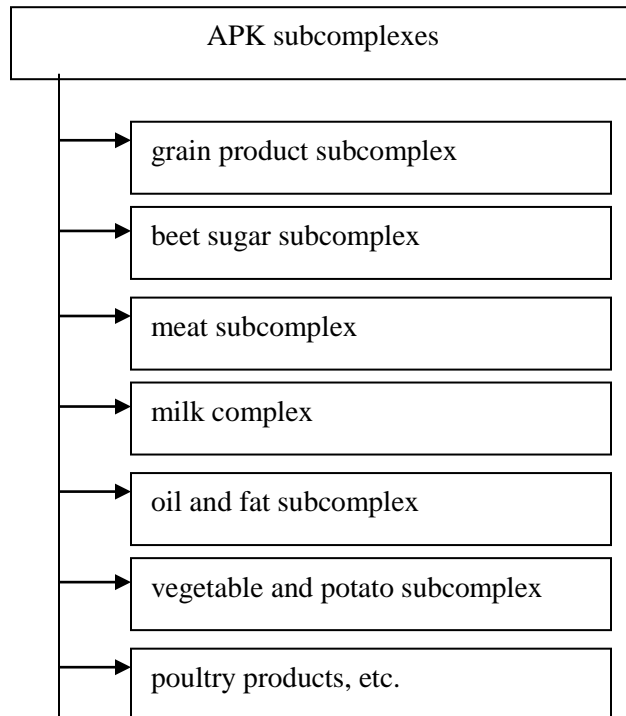 APK subcomplexes
grain product subcomplex
beet sugar subcomplex
meat subcomplex
milk complex
oil and fat subcomplex
vegetable and potato subcomplex
poultry products, etc.